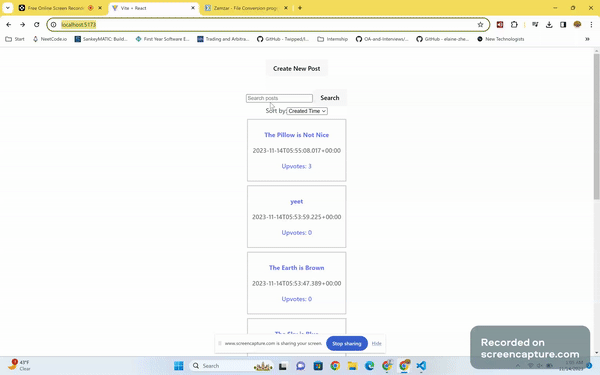 Free Online Screen Recorder
Vite + React
Zamzar - File Conversion prog
localhost:5173
Start
NeetCode.io
SankeyMATIC: Build...
First Year Software E...
Trading and Arbitra...
GitHub - Twipped/I...
Internship
OA-and-Interviews/...
GitHub - elaine-zhe...
New Technologists
Create New Post
Search posts
Search
Sort by: Created Time
The Pillow is Not Nice
2023-11-14T05:55:08.017+00:00
Upvotes: 3
yeet
2023-11-14T05:53:59.225+00:00
Upvotes: 0
The Earth is Brown
2023-11-14T05:53:47.389+00:00
Upvotes: 0
The Sky is Blue
www.screencapture.com is sharing your screen.
Stop sharing
Hide
Recorded on
screencapture.com
43°F
Clear
Search